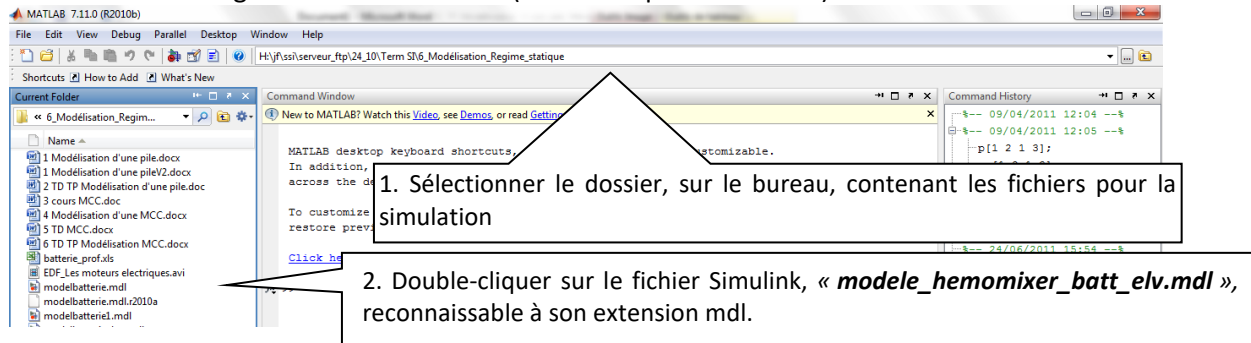 MATLAB 7.11.0 (R2010b)
File Edit View Debug Parallel Desktop Window Help
H:\jf\ssi\serveur_ftp\24_10\Term SI\6_Modélisation_Regime_statique
Shortcuts How to Add What's New
Current Folder
Command Window
Command History
« 6_Modélisation_Regim...
New to MATLAB? Watch this Video, see Demos, or read Getting
Name
1 Modélisation d'une pile.docx
1 Modélisation d'une pileV2.docx
2 TD TP Modélisation d'une pile.doc
3 cours MCC.doc
4 Modélisation d'une MCC.docx
5 TD MCC.docx
6 TD TP Modélisation MCC.docx
batterie_prof.xls
EDF_Les moteurs electriques.avi
modelbatterie.mdl
modelbatterie.mdl.r2010a
modelbatterie1.mdl
MATLAB desktop keyboard shortcuts,
stomizable.
In addition,
across the de
To customize
restore previ
Click he
%-- 09/04/2011 12:04 --%
%-- 09/04/2011 12:05 --%
p[1 2 1 3];
%-- 24/06/2011 15:54 --%
1. Sélectionner le dossier, sur le bureau, contenant les fichiers pour la
simulation
2. Double-cliquer sur le fichier Simulink, « modele_hemomixer_batt_elv.mdl »,
reconnaissable à son extension mdl.